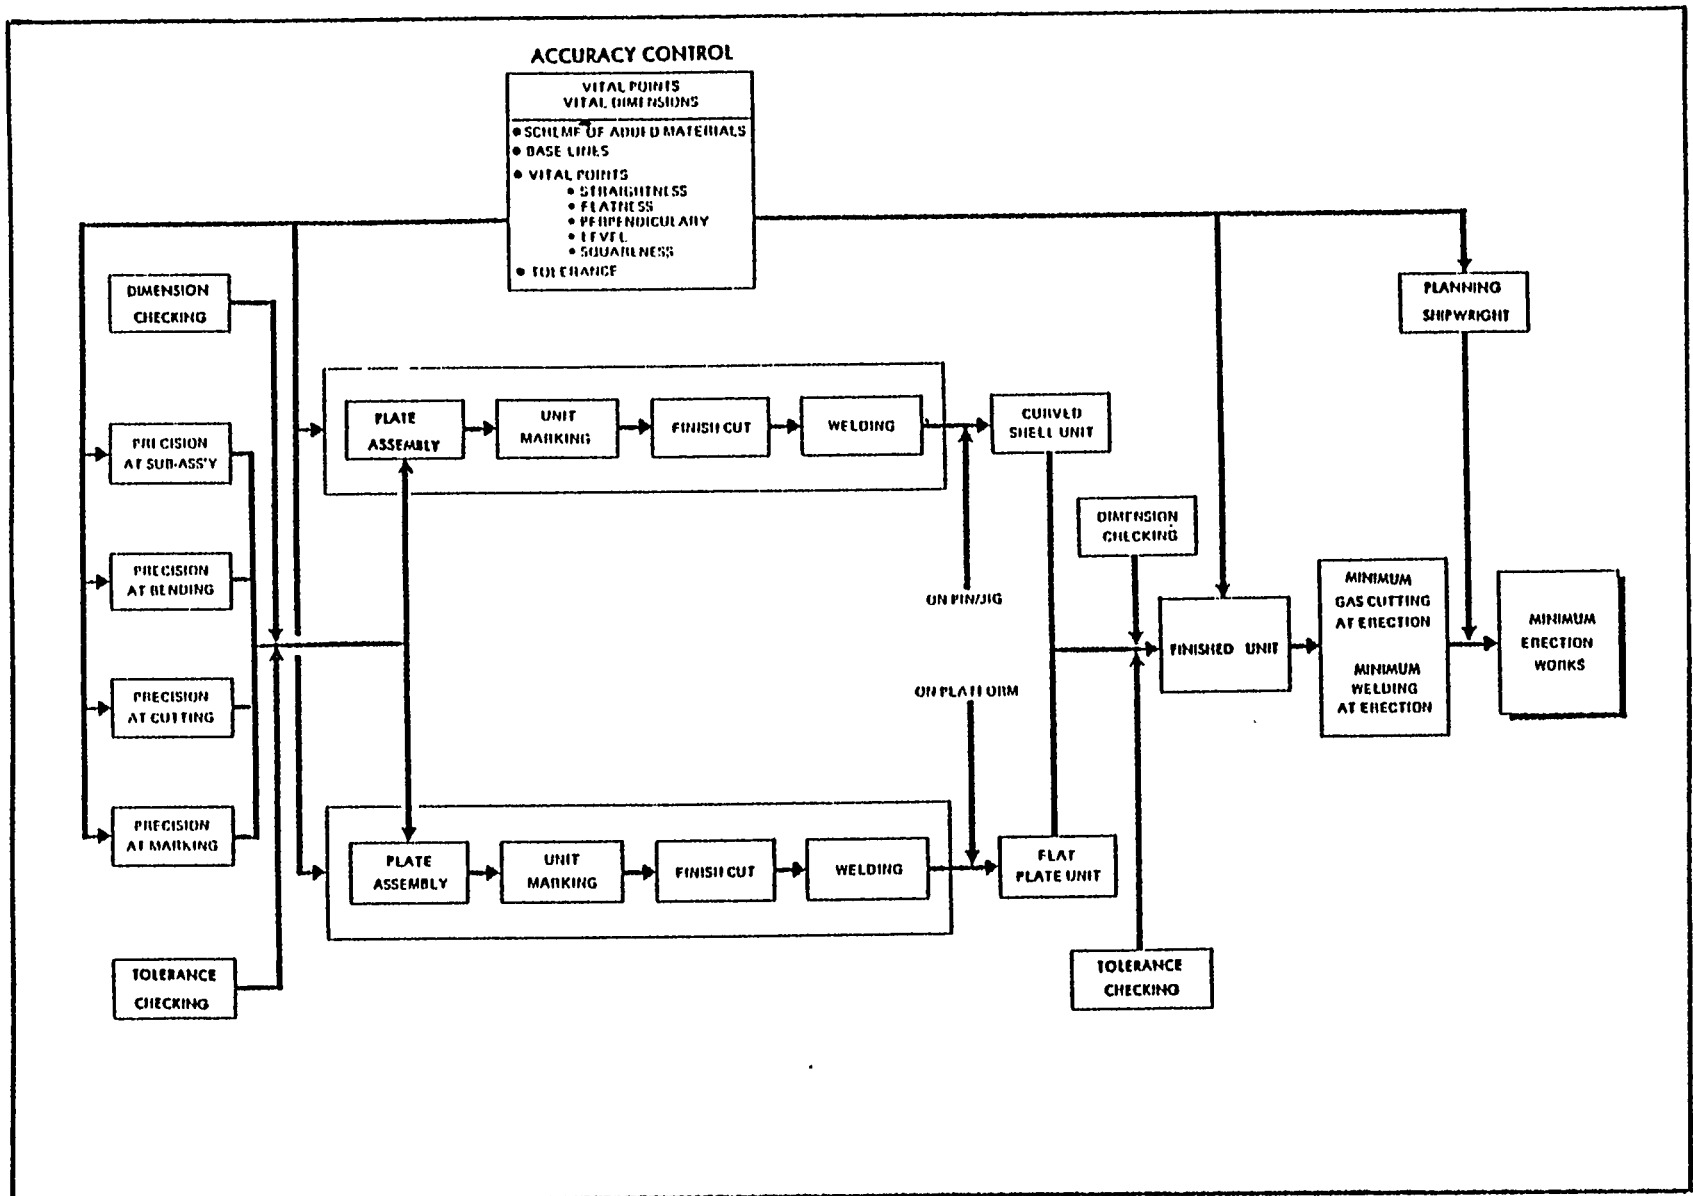 ACCURACY CONTROL
VITAL POINTS
VITAL DIMENSIONS
• SCHEME OF ADDED MATERIALS
• BASE LINES
• VITAL POINTS
• STRAIGHTNESS
• FLATNESS
• PERPENDICULARY
• LEVEL
• SQUARENESS
• TOLERANCE
DIMENSION
CHECKING
PRECISION
AT SUB-ASS'Y
PRECISION
AT BENDING
PRECISION
AT CUTTING
PRECISION
AT MARKING
TOLERANCE
CHECKING
PLATE
ASSEMBLY
UNIT
MARKING
FINISH CUT
WELDING
CURVED
SHELL UNIT
ON PIN/JIG
ON PLATFORM
PLATE
ASSEMBLY
UNIT
MARKING
FINISH CUT
WELDING
FLAT
PLATE UNIT
DIMENSION
CHECKING
TOLERANCE
CHECKING
FINISHED UNIT
MINIMUM
GAS CUTTING
AT ERECTION
MINIMUM
WELDING
AT ERECTION
PLANNING
SHIPWRIGHT
MINIMUM
ERECTION
WORKS